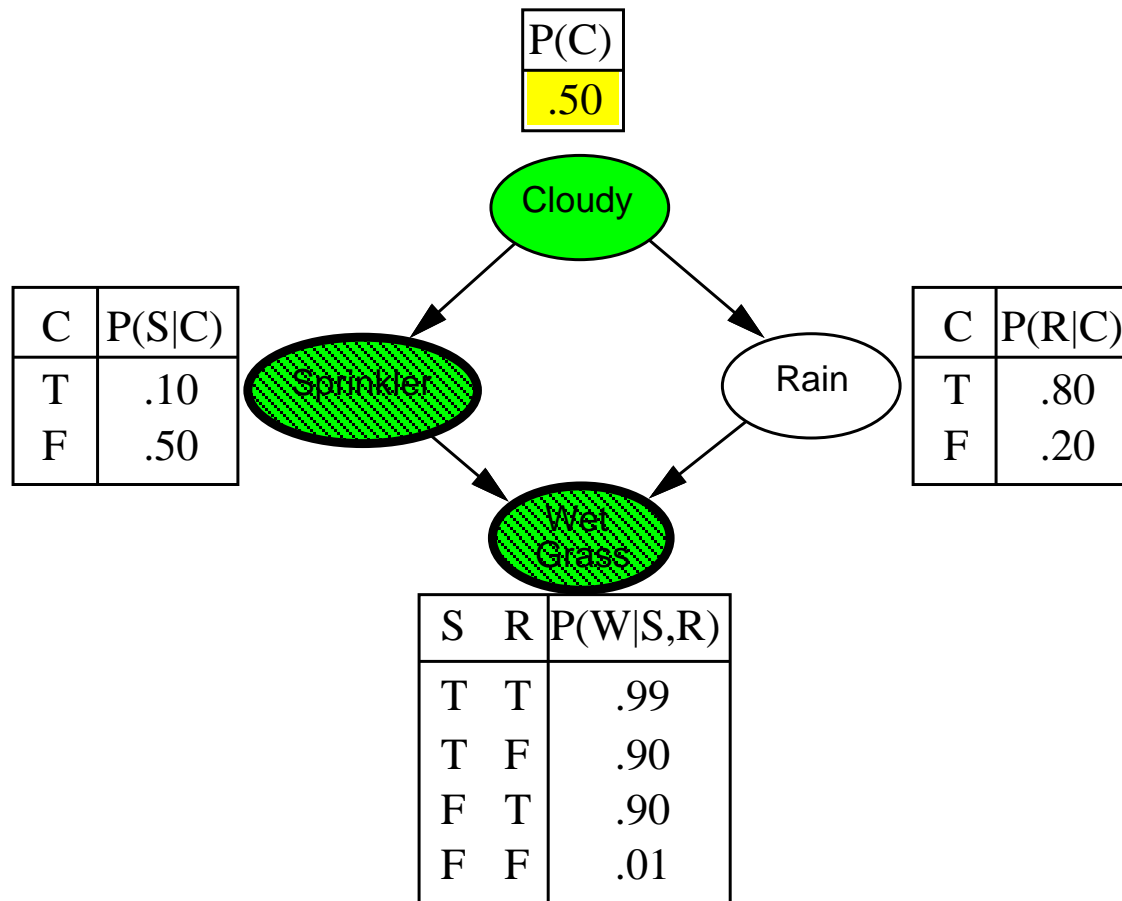 P(C)
.50
Cloudy
C P(S|C)
T .10
F .50
Sprinkler
Rain
C P(R|C)
T .80
F .20
Wet
Grass
S R P(W|S,R)
T T .99
T F .90
F T .90
F F .01